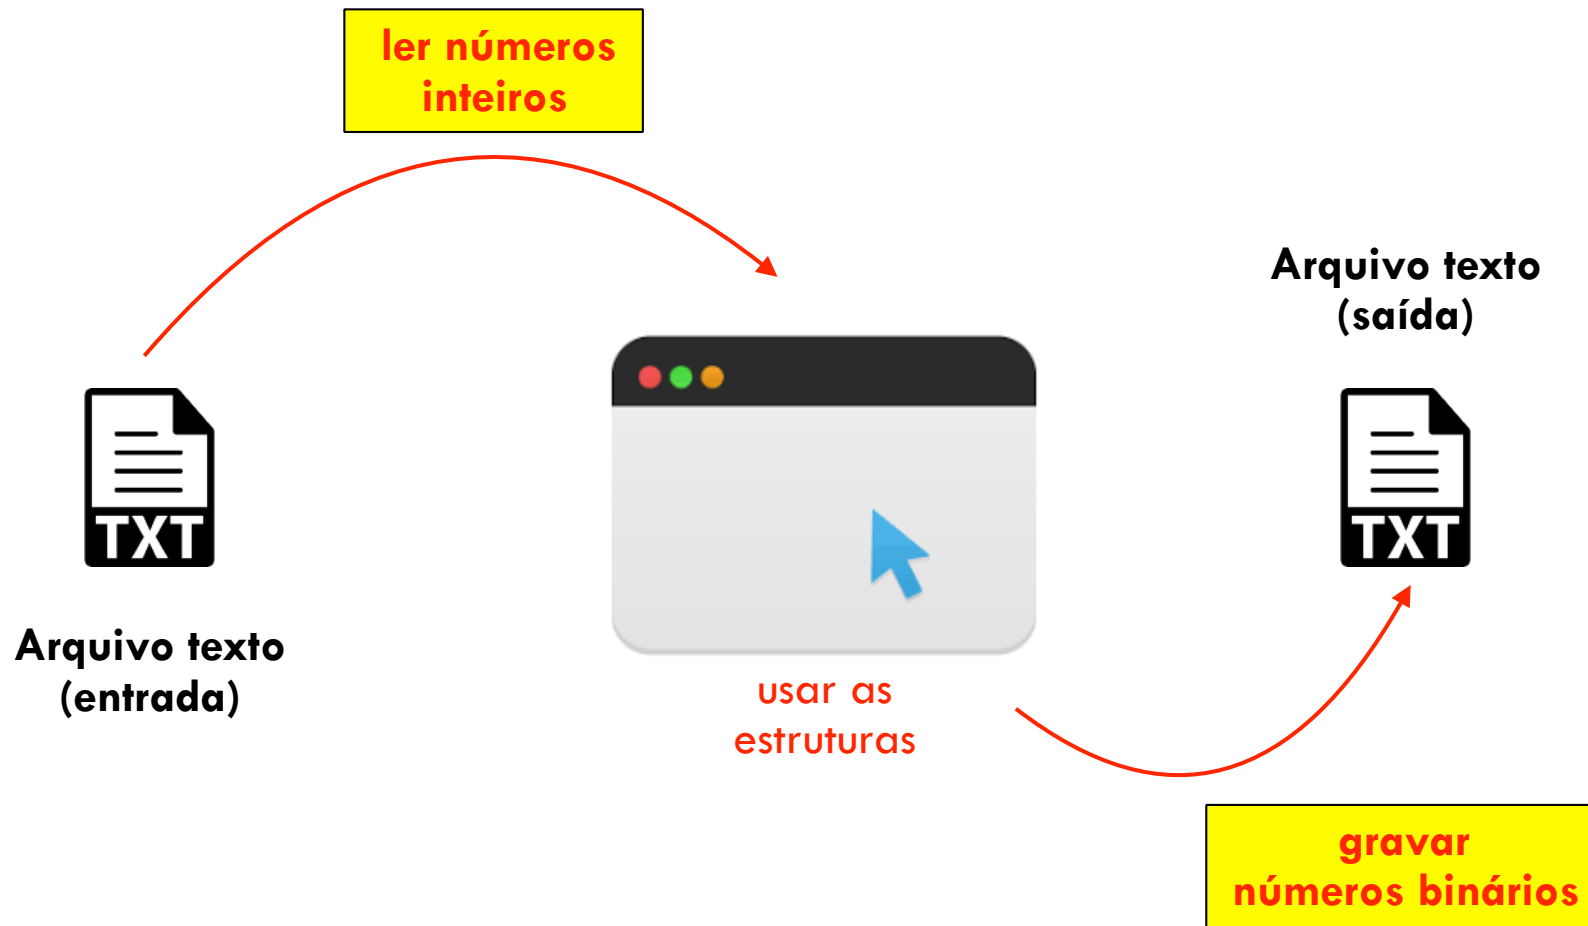 ler números
inteiros
Arquivo texto
(saída)
TXT
TXT
Arquivo texto
(entrada)
usar as
estruturas
gravar
números binários